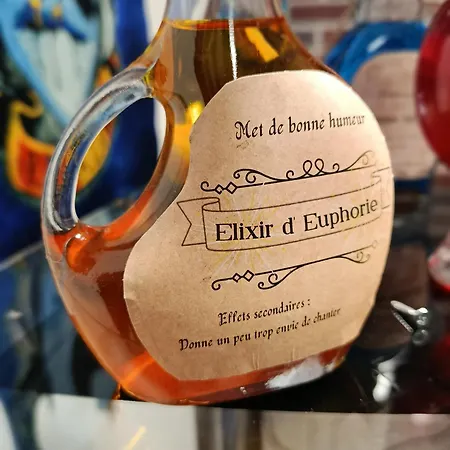 Met de bonne humeur
Elixir d' Euphorie
Effets secondaires :
Donne un peu trop envie de chanter